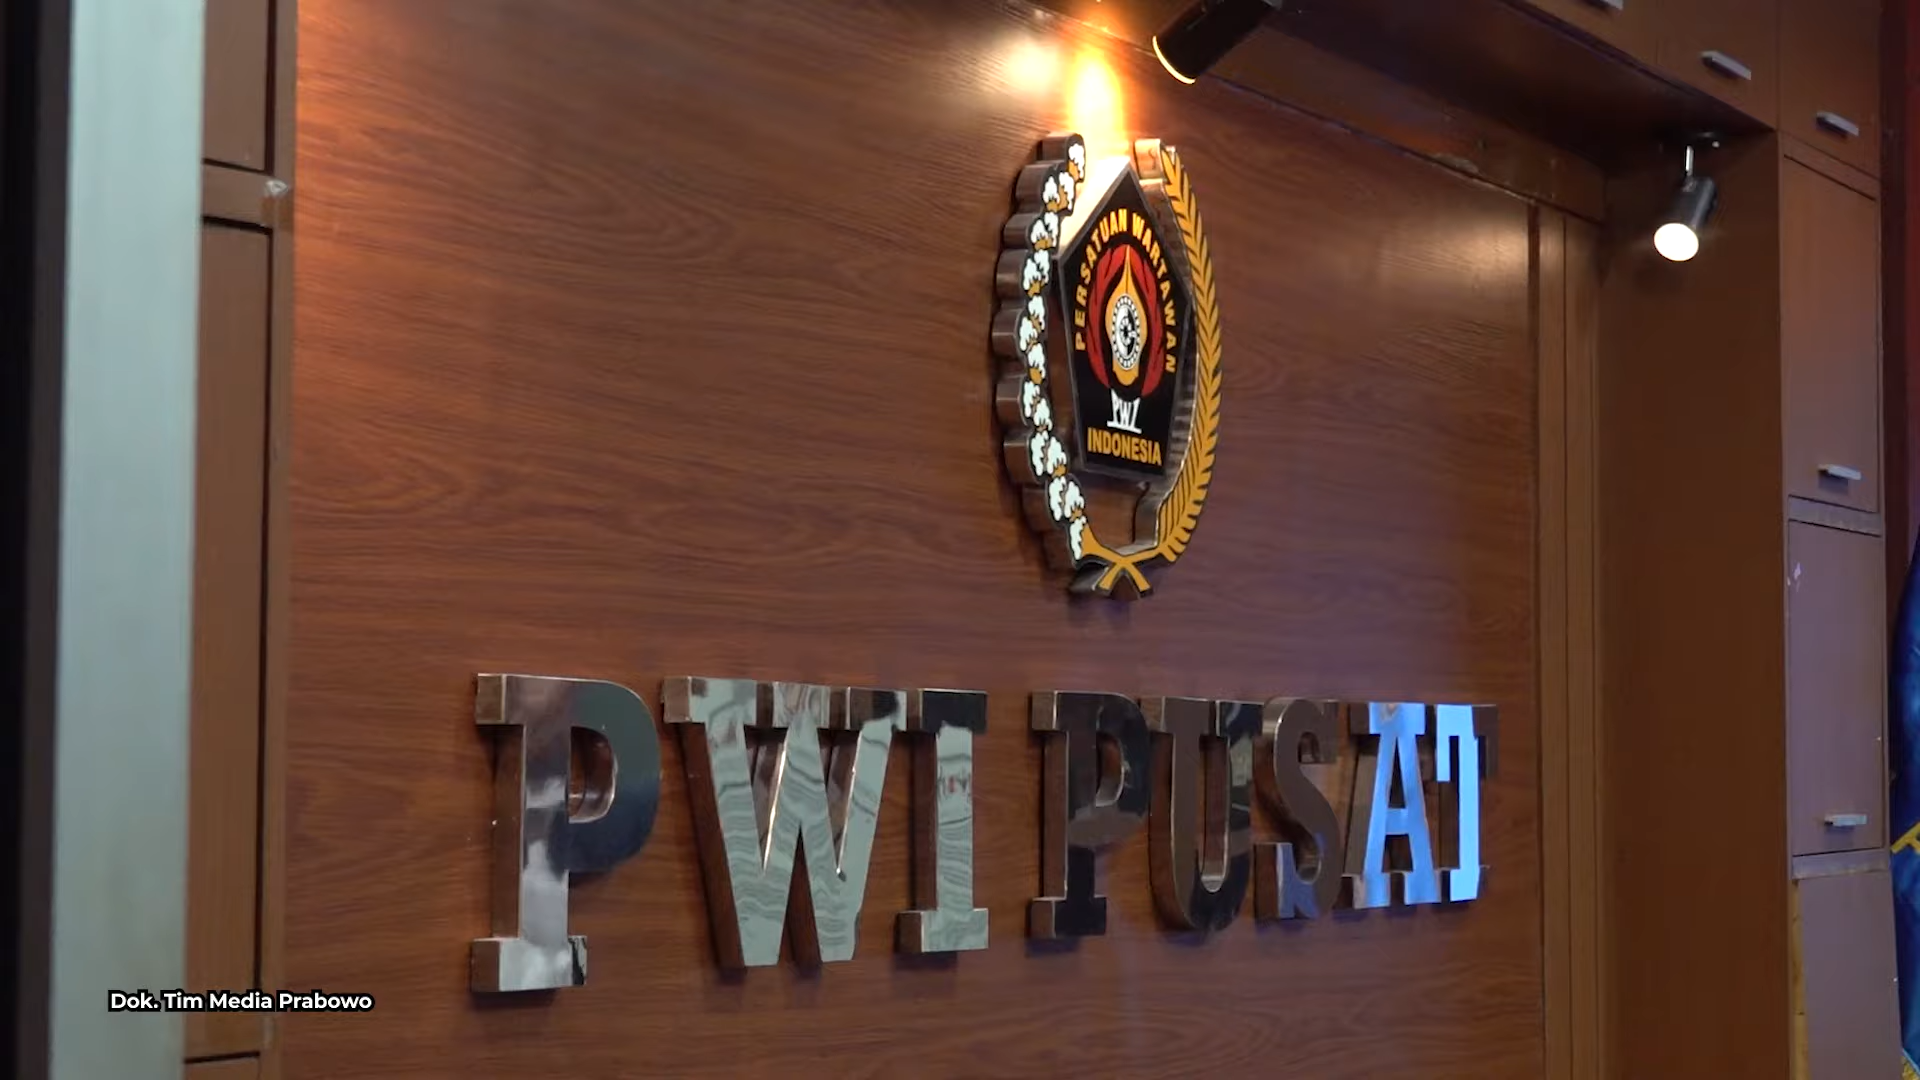 PERSATUAN WARTAWAN
PWI
INDONESIA
PWI PUSAT
Dok. Tim Media Prabowo